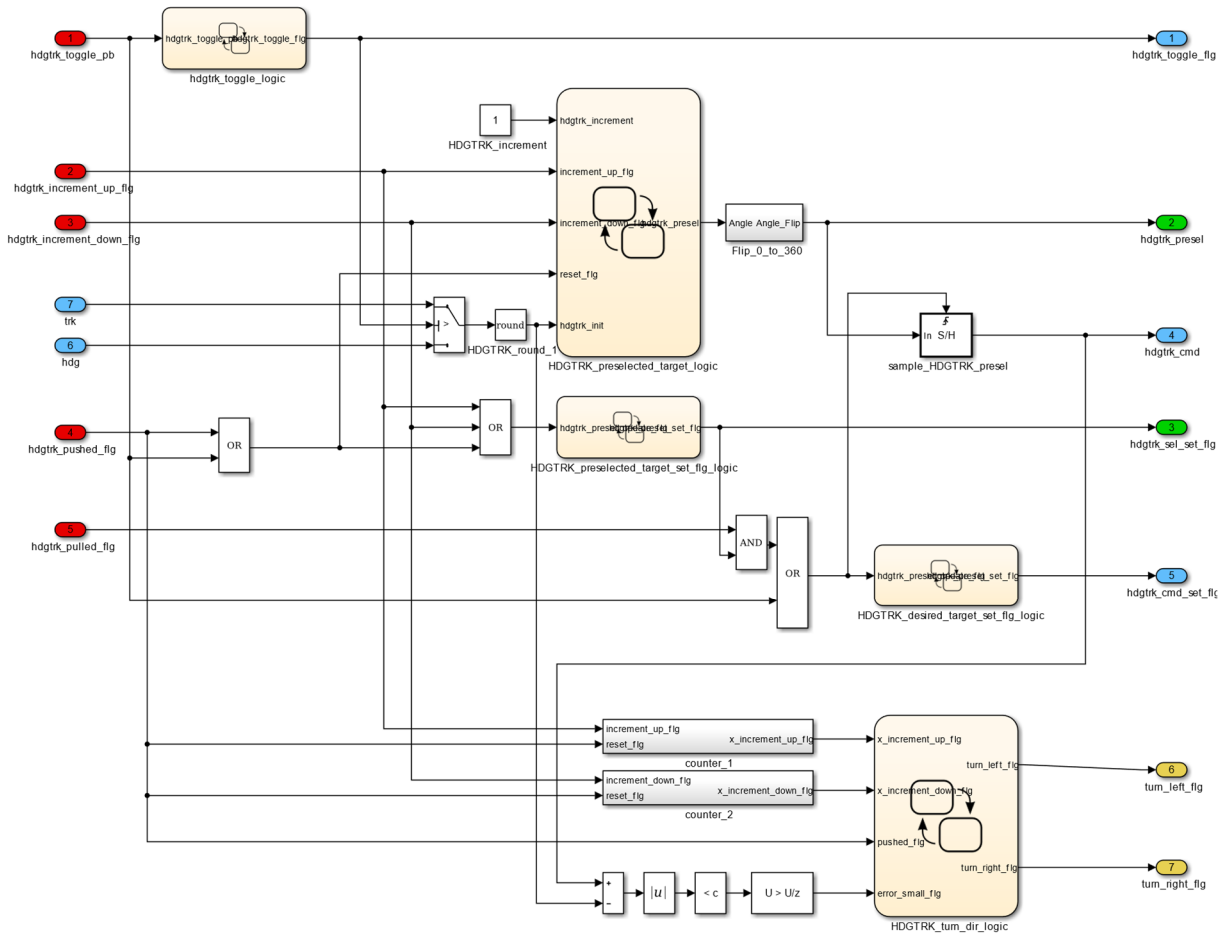 1
hdgtrk_toggle_pb
hdgtrk_toggle_pb
hdgtrk_toggle_flg
hdgtrk_toggle_logic
1
hdgtrk_toggle_flg
1
HDGTRK_increment
hdgtrk_increment
2
hdgtrk_increment_up_flg
increment_up_flg
3
hdgtrk_increment_down_flg
increment_down_flg
hdgtrk_presel
Angle
Angle_Flip
Flip_0_to_360
2
hdgtrk_presel
reset_flg
7
trk
>
round
HDGTRK_round_1
hdgtrk_init
HDGTRK_preselected_target_logic
6
hdg
in
S/H
sample_HDGTRK_presel
4
hdgtrk_cmd
4
hdgtrk_pushed_flg
OR
OR
HDGTRK_preselected_target_set_flg_logic
3
hdgtrk_sel_set_flg
5
hdgtrk_pulled_flg
AND
OR
HDGTRK_desired_target_set_flg_logic
5
hdgtrk_cmd_set_flg
increment_up_flg
reset_flg
x_increment_up_flg
counter_1
increment_down_flg
reset_flg
x_increment_down_flg
counter_2
x_increment_up_flg
turn_left_flg
x_increment_down_flg
pushed_flg
turn_right_flg
error_small_flg
HDGTRK_turn_dir_logic
6
turn_left_flg
7
turn_right_flg
+
−
|u|
< c
U > U/z